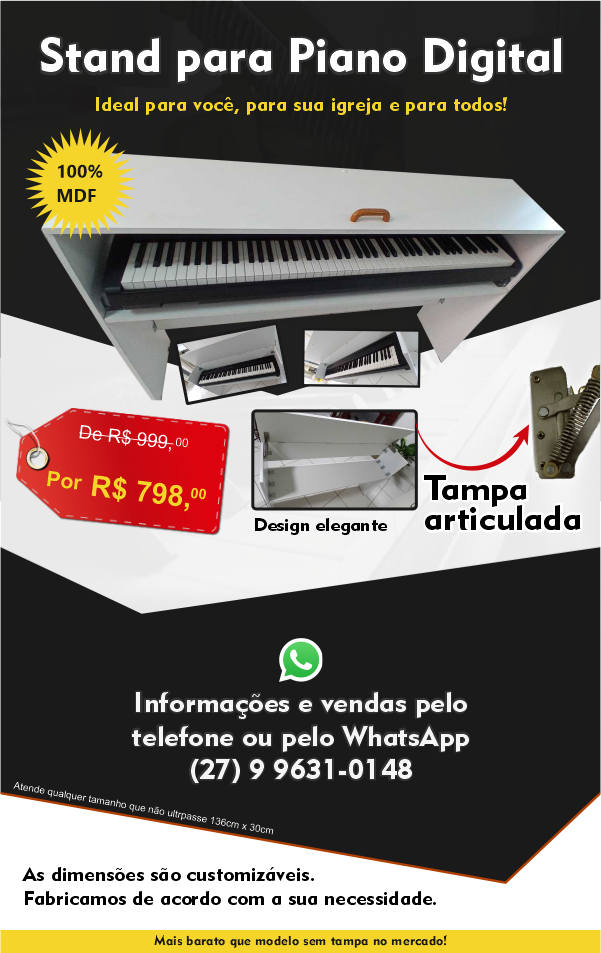 Stand para Piano Digital
Ideal para você, para sua igreja e para todos!
100%
MDF
De R$ 999,00
Por R$ 798,00
Design elegante
Tampa
articulada
Informações e vendas pelo
telefone ou pelo WhatsApp
(27) 9 9631-0148
Atende qualquer tamanho que não ultrpasse 136cm x 30cm
As dimensões são customizáveis.
Fabricamos de acordo com a sua necessidade.
Mais barato que modelo sem tampa no mercado!